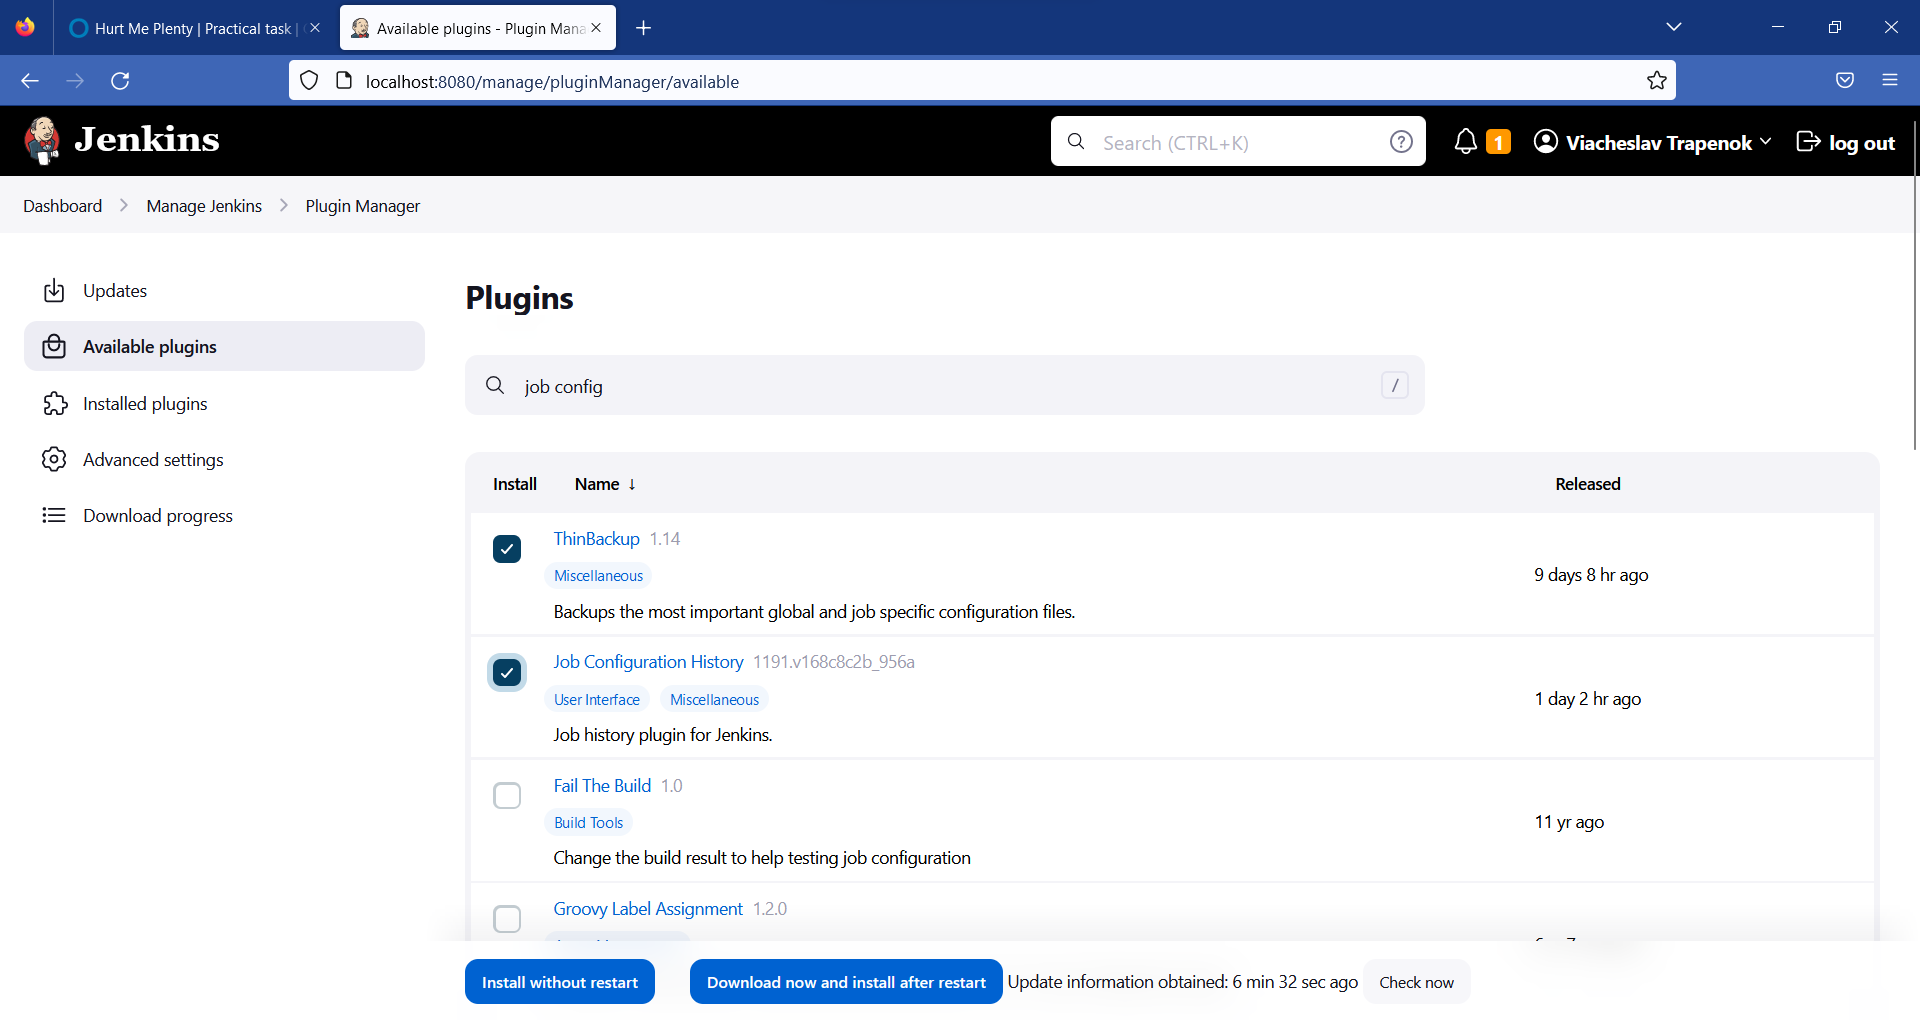 Hurt Me Plenty | Practical task |
Available plugins - Plugin Mana
localhost:8080/manage/pluginManager/available
Jenkins
Search (CTRL+K)
?
1
Viacheslav Trapenok
log out
Dashboard
Manage Jenkins
Plugin Manager
Updates
Available plugins
Installed plugins
Advanced settings
Download progress
Plugins
job config
/
Install
Name ↓
Released
ThinBackup 1.14
Miscellaneous
Backups the most important global and job specific configuration files.
9 days 8 hr ago
Job Configuration History 1191.v168c8c2b_956a
User Interface
Miscellaneous
Job history plugin for Jenkins.
1 day 2 hr ago
Fail The Build 1.0
Build Tools
Change the build result to help testing job configuration
11 yr ago
Groovy Label Assignment 1.2.0
Install without restart
Download now and install after restart
Update information obtained: 6 min 32 sec ago
Check now